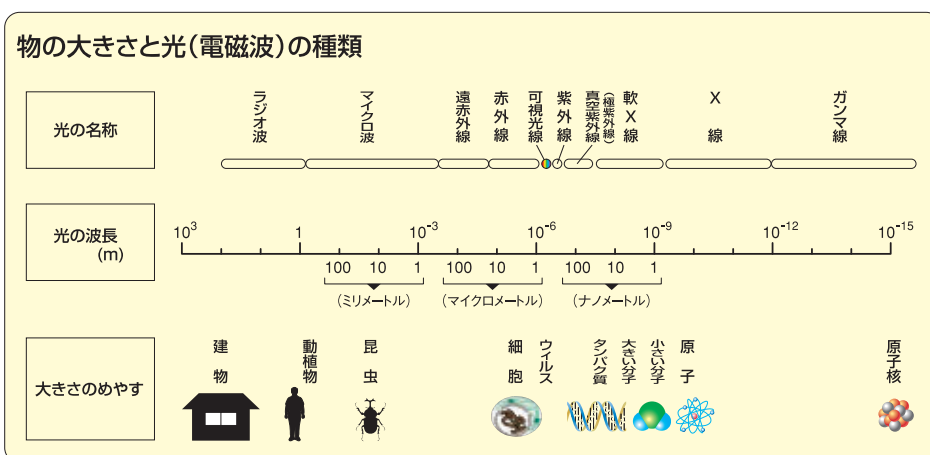 物の大きさと光(電磁波)の種類
光の名称
ラジオ波
マイクロ波
遠赤外線
赤外線
可視光線
紫外線
真空紫外線
(極紫外線)
軟X線
X線
ガンマ線
光の波長
(m)
10³ 1 10⁻³ 10⁻⁶ 10⁻⁹ 10⁻¹² 10⁻¹⁵
100 10 1 100 10 1 100 10 1
(ミリメートル) (マイクロメートル) (ナノメートル)
大きさのめやす
建物
動植物
昆虫
細胞
ウイルス
タンパク質
大きい分子
小さい分子
原子
原子核